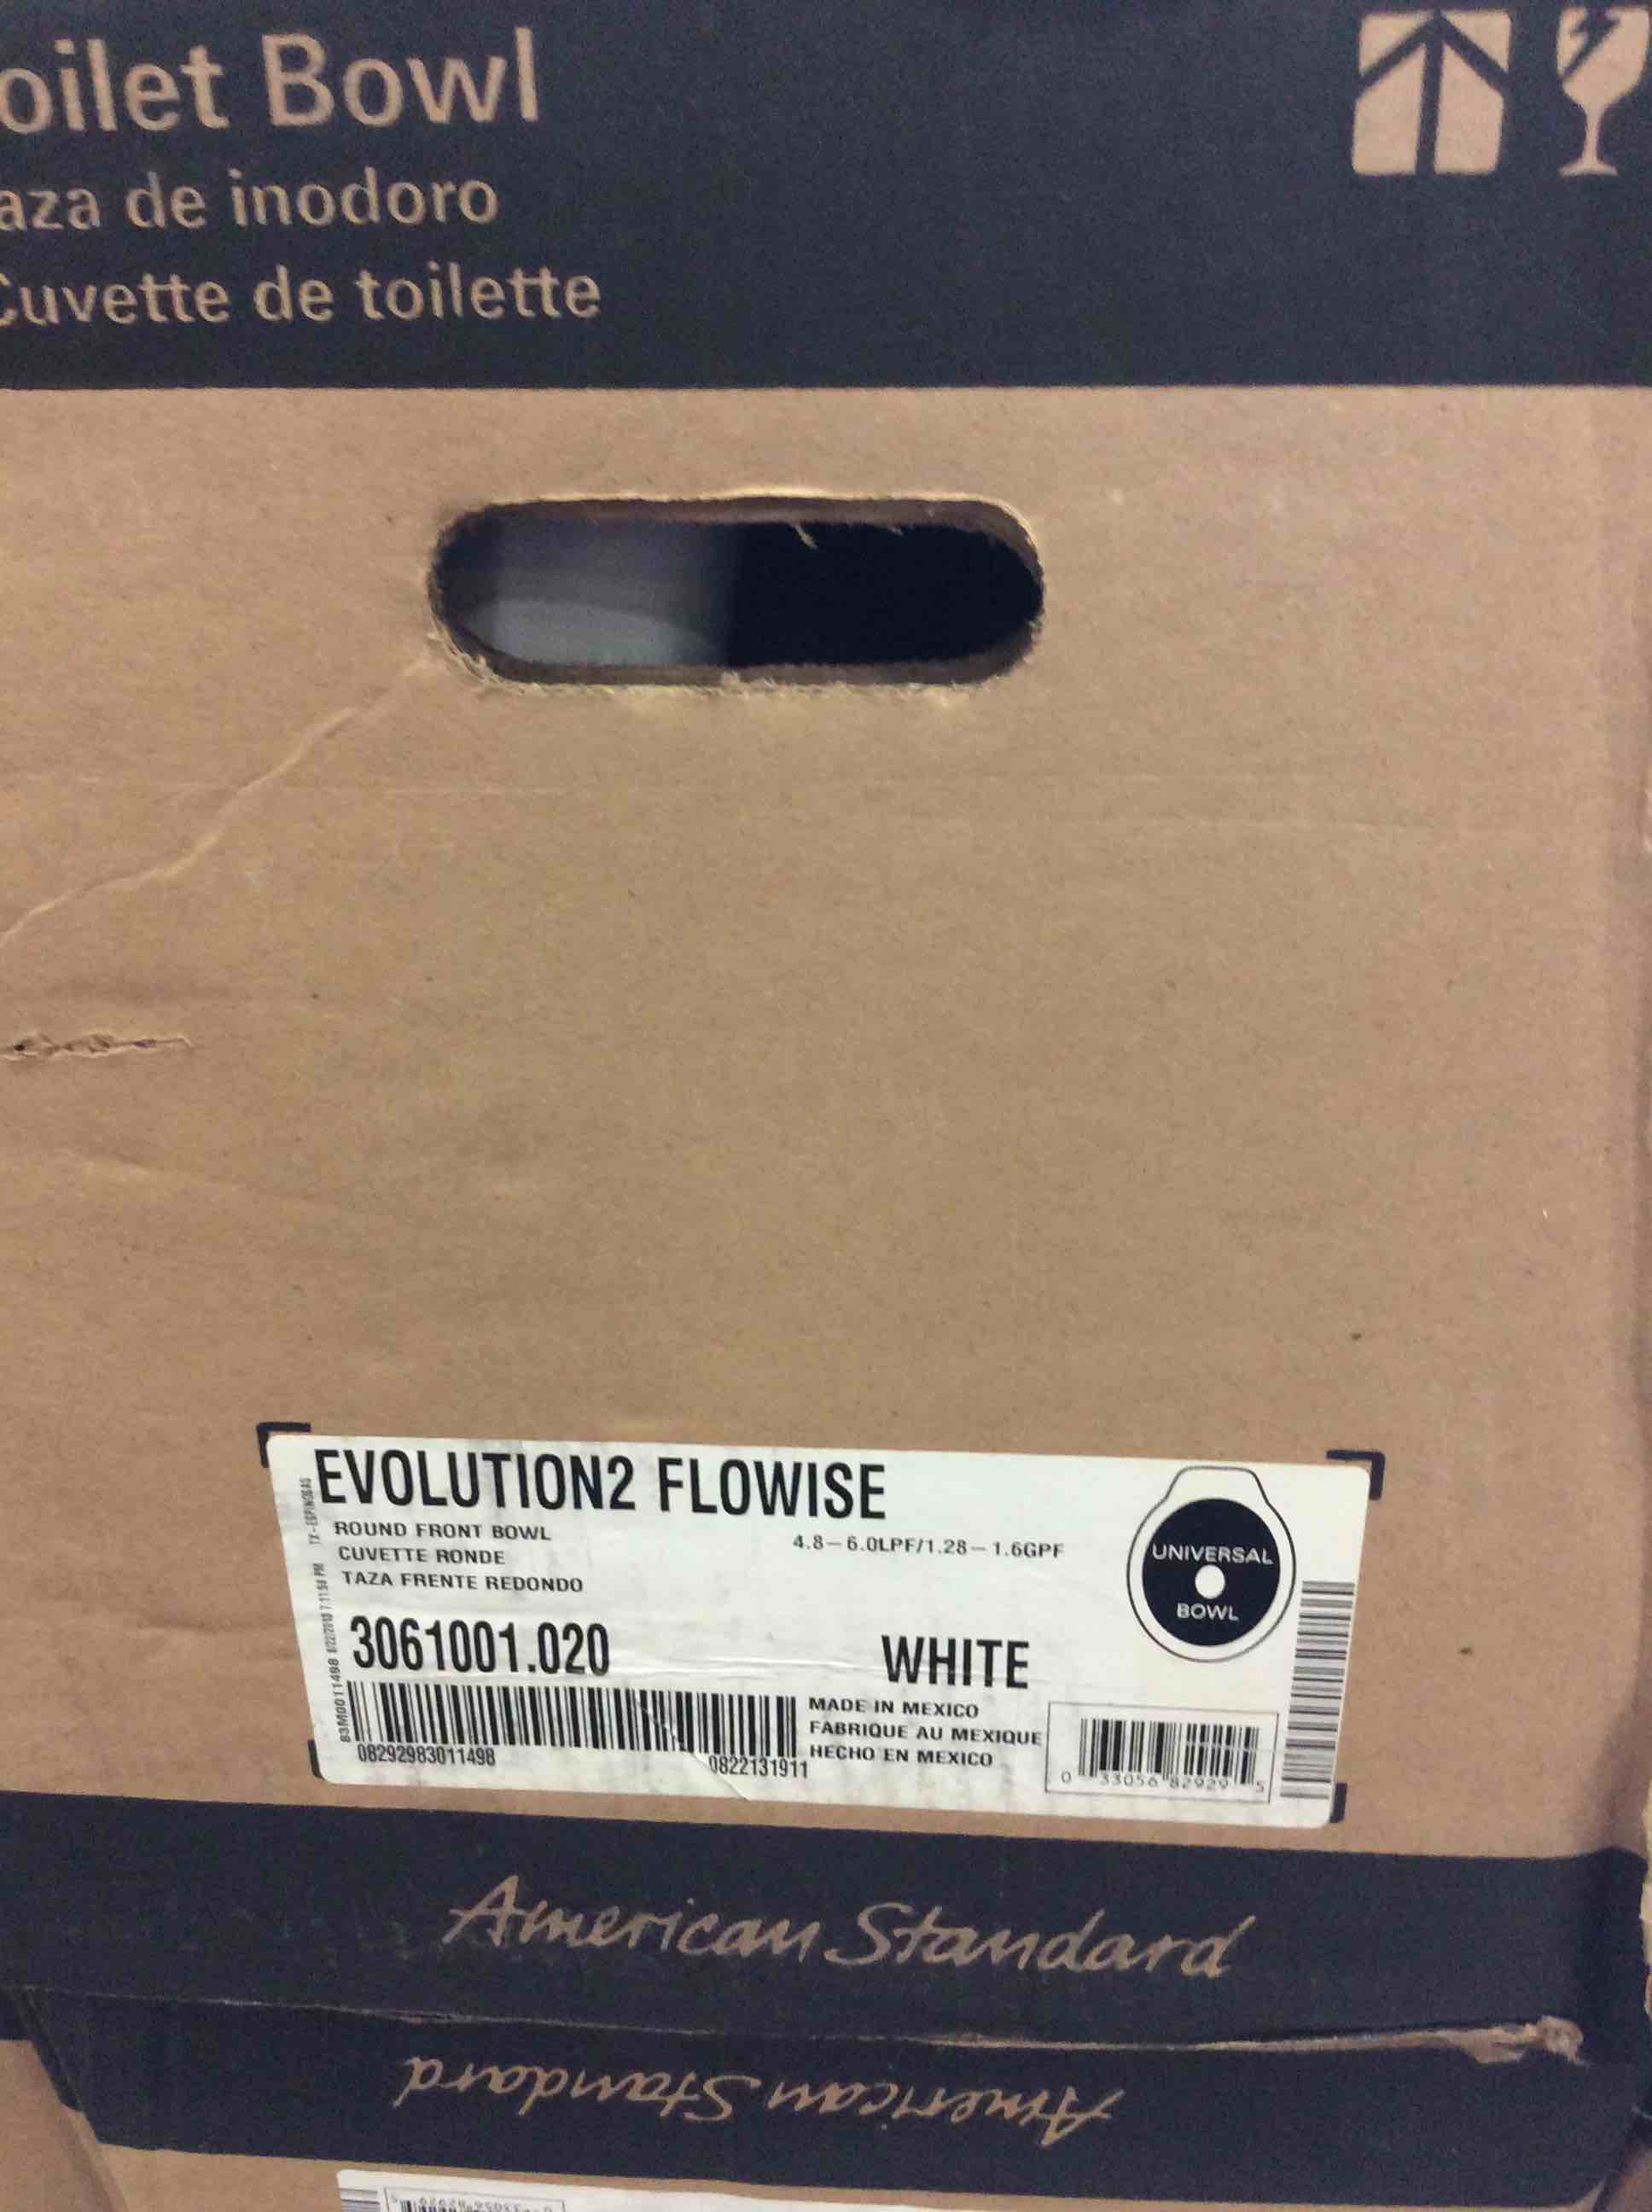 oilet Bowl
aza de inodoro
Cuvette de toilette
EVOLUTION2 FLOWISE
ROUND FRONT BOWL
CUVETTE RONDE
TAZA FRENTE REDONDO
4.8-6.0LPF/1.28-1.6GPF
UNIVERSAL
BOWL
3061001.020
WHITE
MADE IN MEXICO
FABRIQUE AU MEXIQUE
HECHO EN MEXICO
08292983011498
0822131911
0 33056 82929 5
American Standard
American Standard